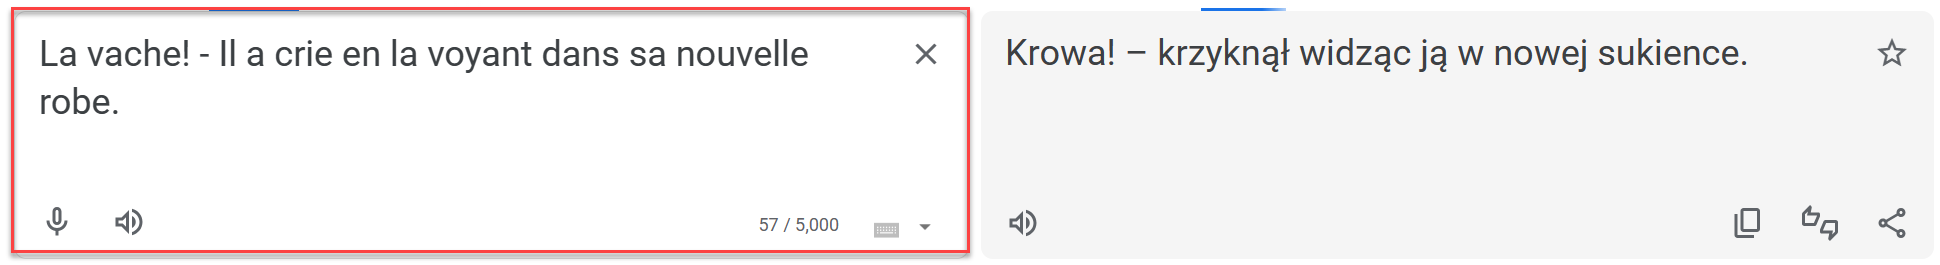 La vache! - Il a crie en la voyant dans sa nouvelle
robe.
57 / 5,000
Krowa! – krzyknął widząc ją w nowej sukience.